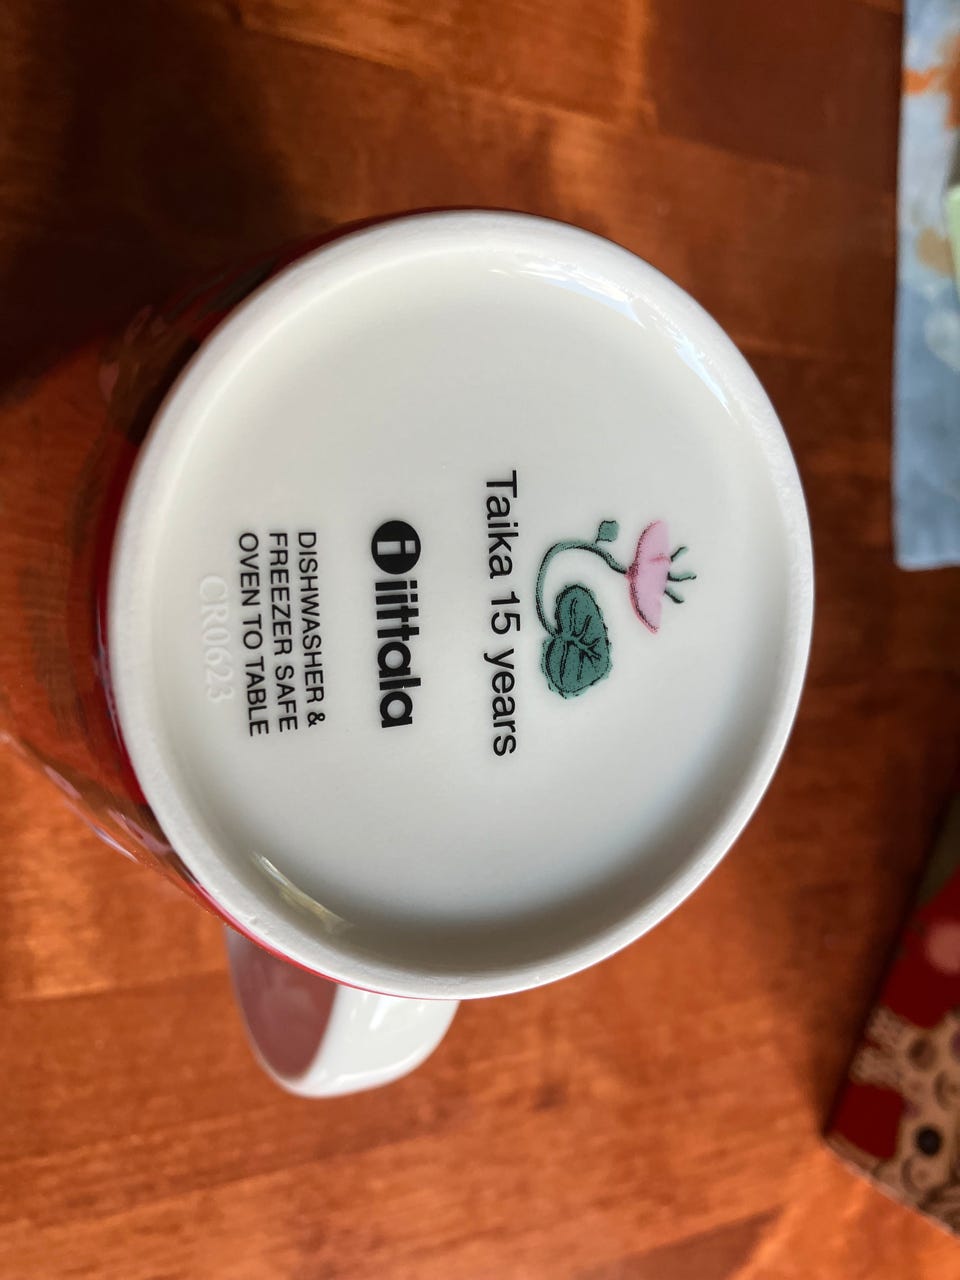 Taika 15 years
iittala
DISHWASHER &
FREEZER SAFE
OVEN TO TABLE
CR0623